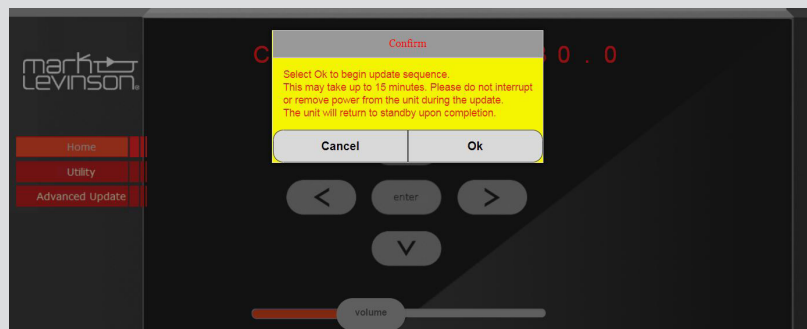 mark
Levinson®
C 30.0
Confirm
Select Ok to begin update sequence.
This may take up to 15 minutes. Please do not interrupt
or remove power from the unit during the update.
The unit will return to standby upon completion.
Cancel
Ok
Home
Utility
Advanced Update
<
enter
>
volume